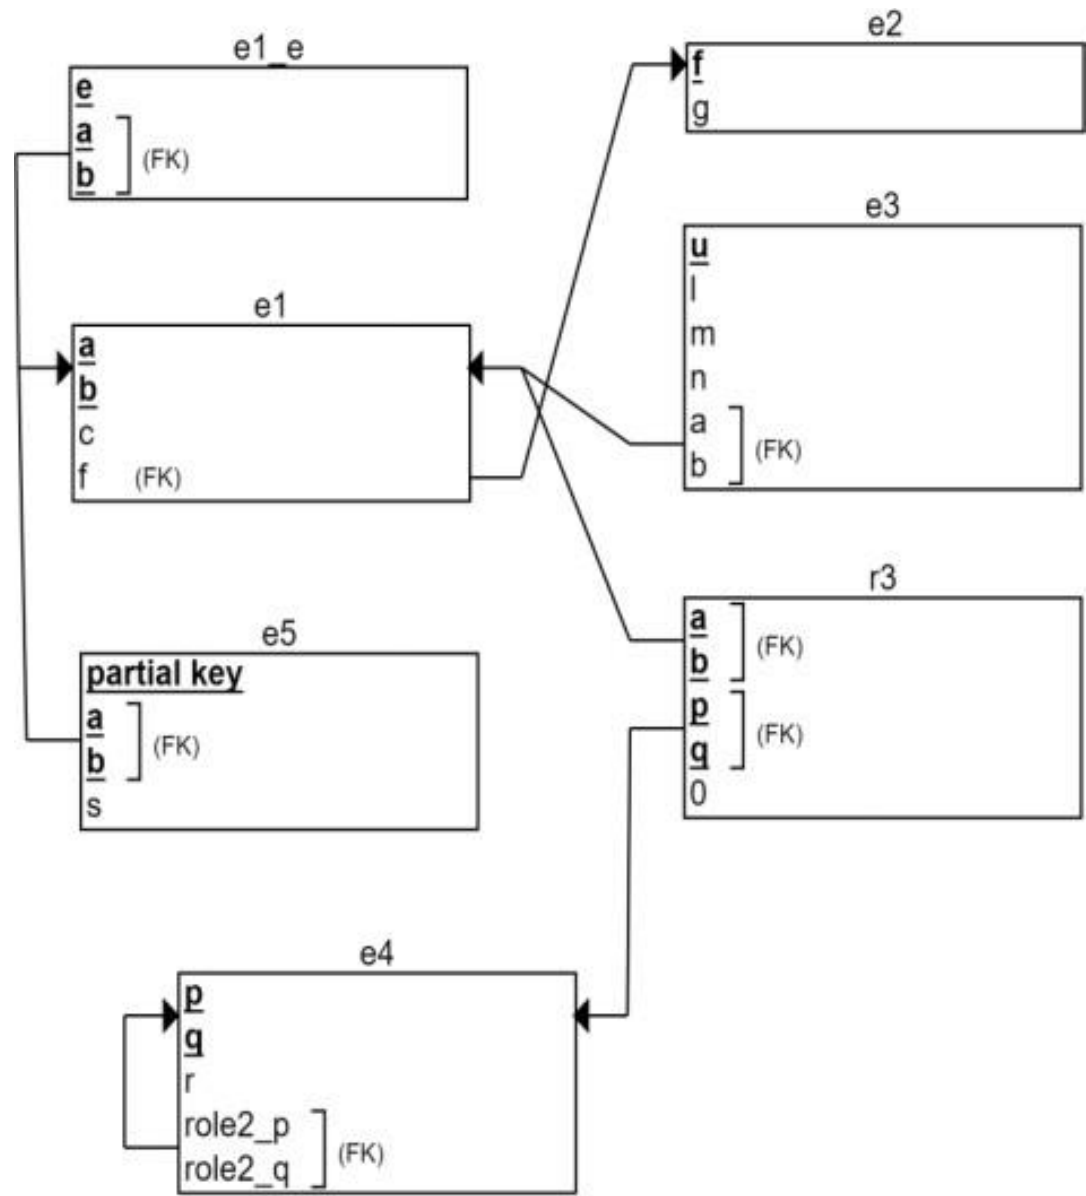 e1_e
e
a
b
(FK)
e1
a
b
c
f (FK)
e5
partial key
a
b
(FK)
s
e4
p
q
r
role2_p
role2_q
(FK)
e2
f
g
e3
u
l
m
n
a
b
(FK)
r3
a
b
(FK)
p
q
(FK)
0